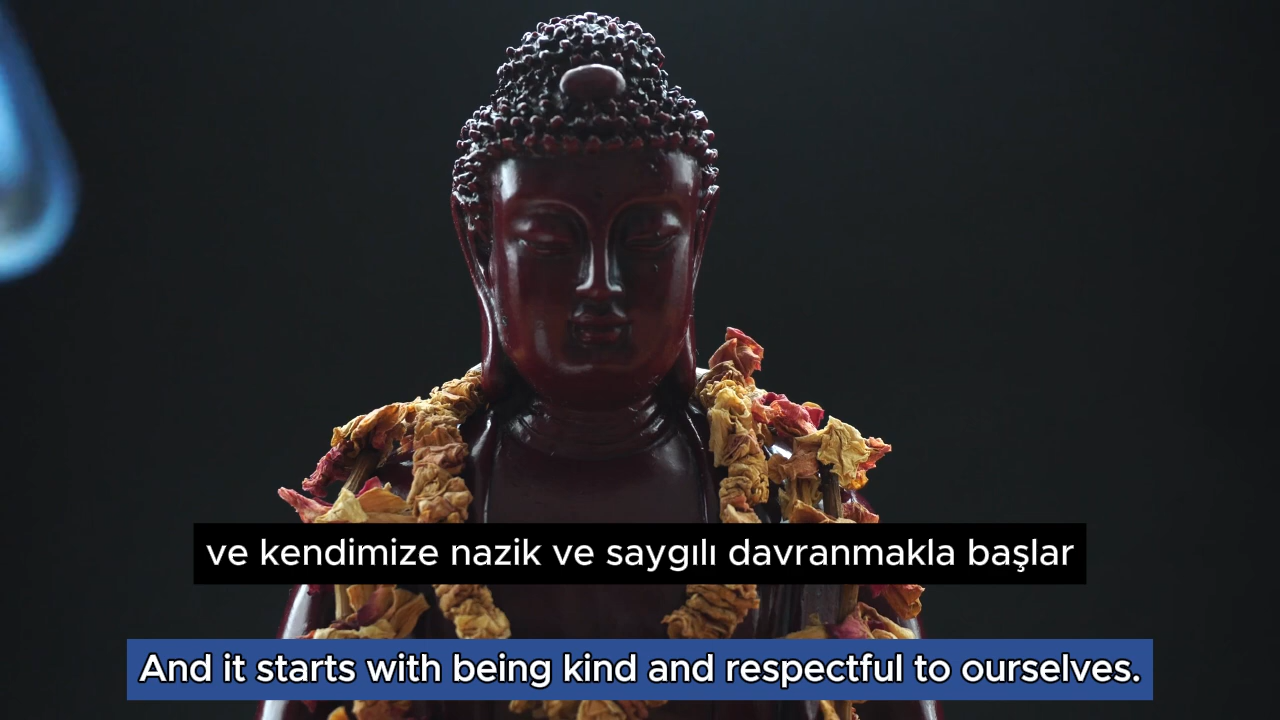 ve kendimize nazik ve saygılı davranmakla başlar
And it starts with being kind and respectful to ourselves.